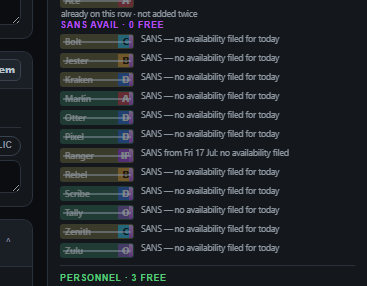 already on this row · not added twice
SANS AVAIL · 0 FREE
Bolt C SANS — no availability filed for today
Jester B SANS — no availability filed for today
Kraken D SANS — no availability filed for today
Marlin A SANS — no availability filed for today
Otter D SANS — no availability filed for today
Pixel D SANS — no availability filed for today
Ranger IP SANS from Fri 17 Jul: no availability filed
Rebel B SANS — no availability filed for today
Scribe D SANS — no availability filed for today
Tally O SANS — no availability filed for today
Zenith C SANS — no availability filed for today
Zulu O SANS — no availability filed for today
em
LIC
PERSONNEL · 3 FREE